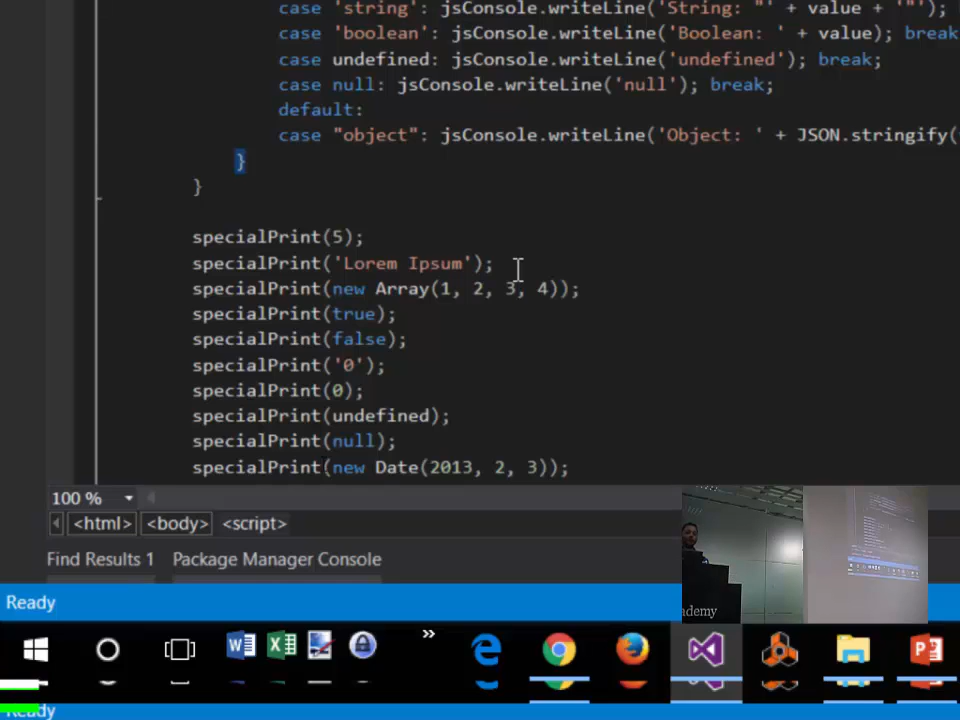 case 'string': jsConsole.writeLine('String: "' + value + '"');
case 'boolean': jsConsole.writeLine('Boolean: ' + value); break
case undefined: jsConsole.writeLine('undefined'); break;
case null: jsConsole.writeLine('null'); break;
default:
case "object": jsConsole.writeLine('Object: ' + JSON.stringify(
}
}
specialPrint(5);
specialPrint('Lorem Ipsum');
specialPrint(new Array(1, 2, 3, 4));
specialPrint(true);
specialPrint(false);
specialPrint('0');
specialPrint(0);
specialPrint(undefined);
specialPrint(null);
specialPrint(new Date(2013, 2, 3));
100 %
<html> <body> <script>
Find Results 1 Package Manager Console
Ready
ademy
Ready